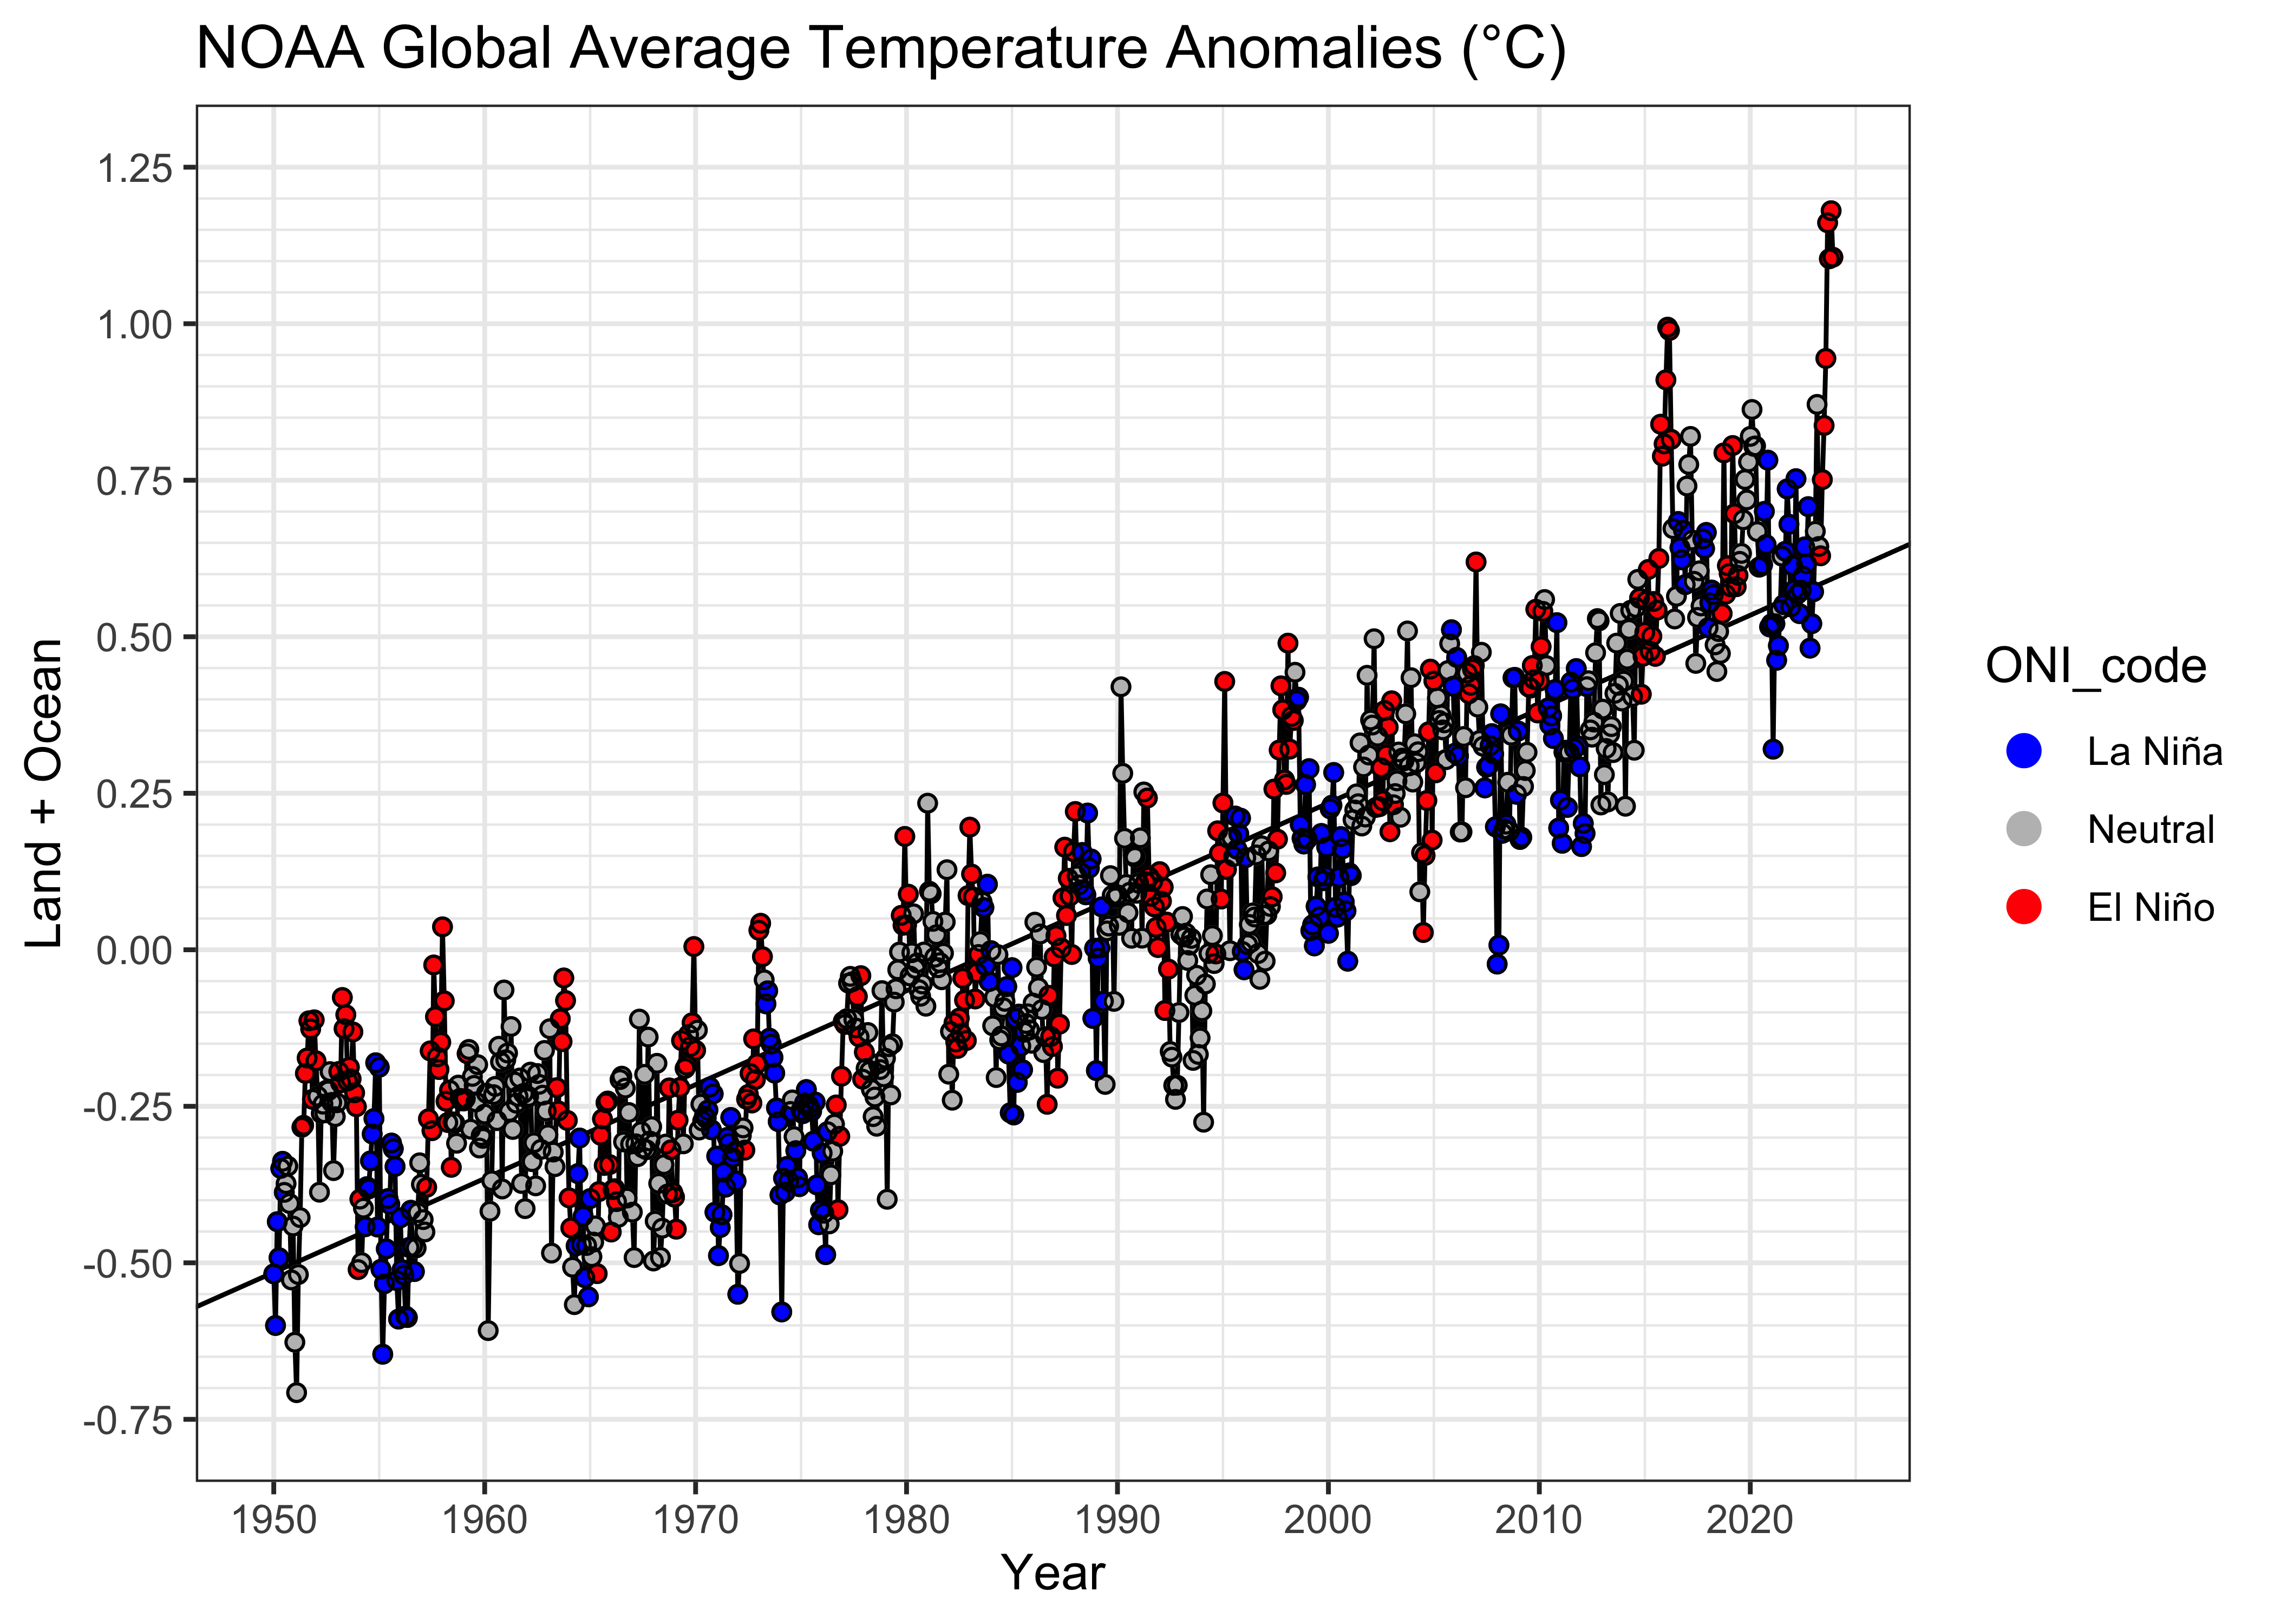 NOAA Global Average Temperature Anomalies (°C)
Land + Ocean
1.25
1.00
0.75
0.50
0.25
0.00
-0.25
-0.50
-0.75
1950 1960 1970 1980 1990 2000 2010 2020
Year
ONI_code
La Niña
Neutral
El Niño